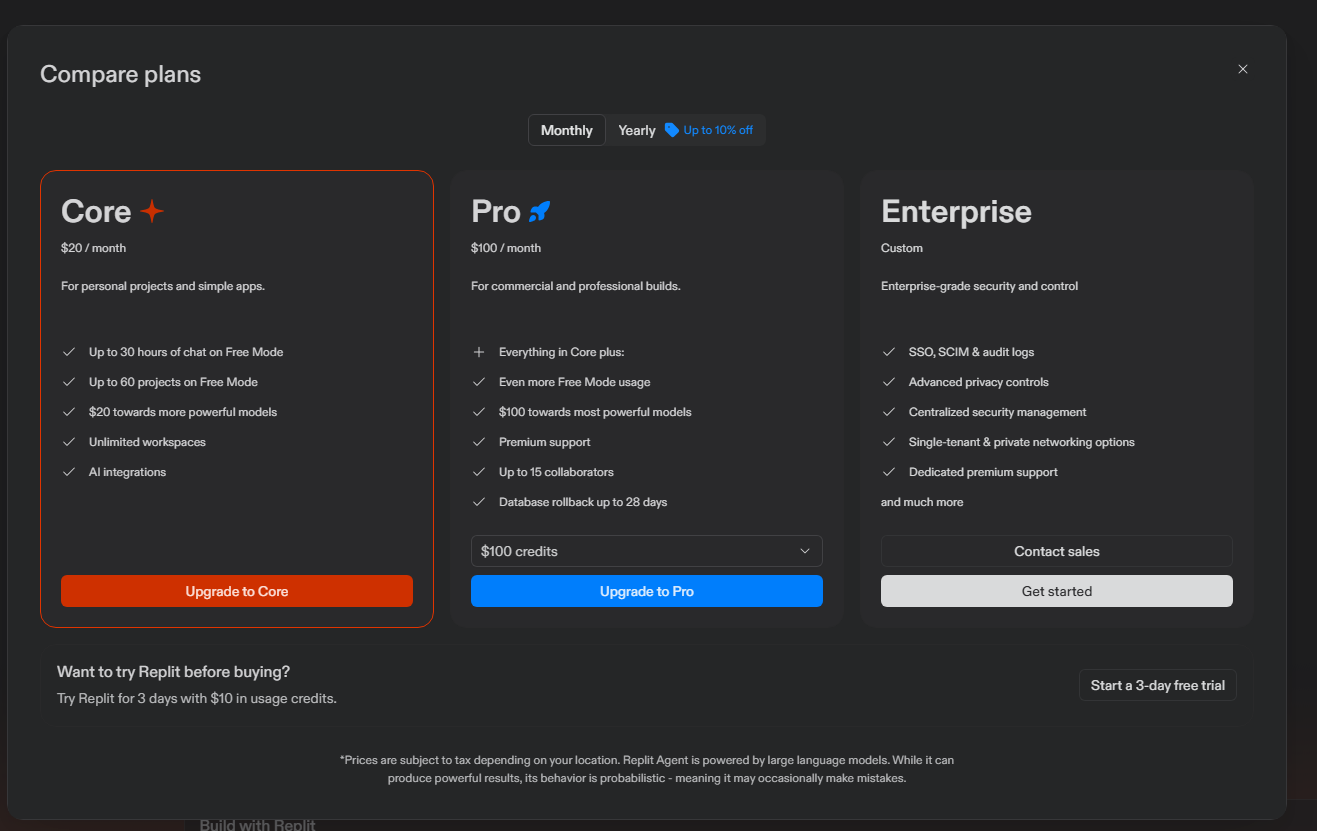 Compare plans
Monthly
Yearly
Up to 10% off
Core
$20 / month
For personal projects and simple apps.
Up to 30 hours of chat on Free Mode
Up to 60 projects on Free Mode
$20 towards more powerful models
Unlimited workspaces
AI integrations
Upgrade to Core
Pro
$100 / month
For commercial and professional builds.
Everything in Core plus:
Even more Free Mode usage
$100 towards most powerful models
Premium support
Up to 15 collaborators
Database rollback up to 28 days
$100 credits
Upgrade to Pro
Enterprise
Custom
Enterprise-grade security and control
SSO, SCIM & audit logs
Advanced privacy controls
Centralized security management
Single-tenant & private networking options
Dedicated premium support
and much more
Contact sales
Get started
Want to try Replit before buying?
Try Replit for 3 days with $10 in usage credits.
Start a 3-day free trial
*Prices are subject to tax depending on your location. Replit Agent is powered by large language models. While it can
produce powerful results, its behavior is probabilistic - meaning it may occasionally make mistakes.
Build with Replit